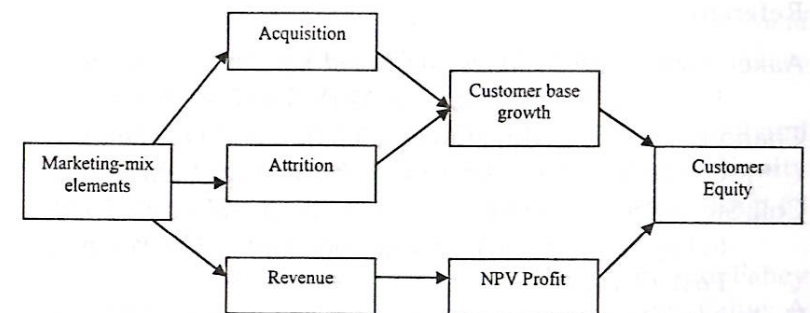 Acquisition
Customer base
growth
Marketing-mix
elements
Attrition
Customer
Equity
Revenue
NPV Profit